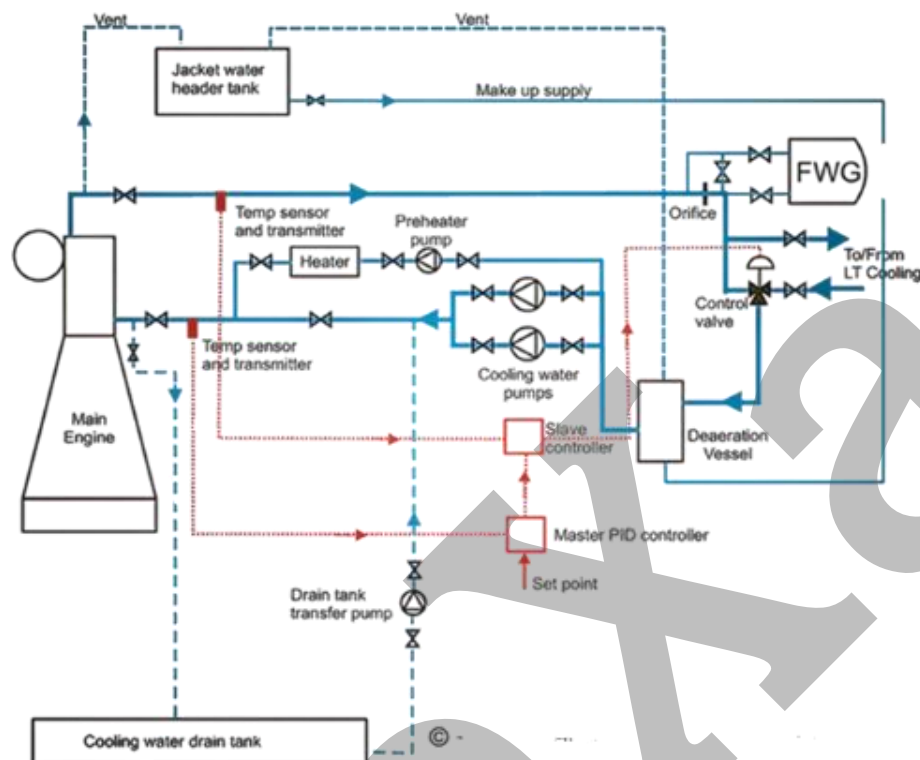 Vent
Vent
Jacket water
header tank
Make up supply
FWG
Orifice
Temp sensor
and transmitter
Preheater
pump
Heater
To/From
LT Cooling
Control
valve
Temp sensor
and transmitter
Cooling water
pumps
Main
Engine
Slave
controller
Deaeration
Vessel
Master PID controller
Set point
Drain tank
transfer pump
Cooling water drain tank
©